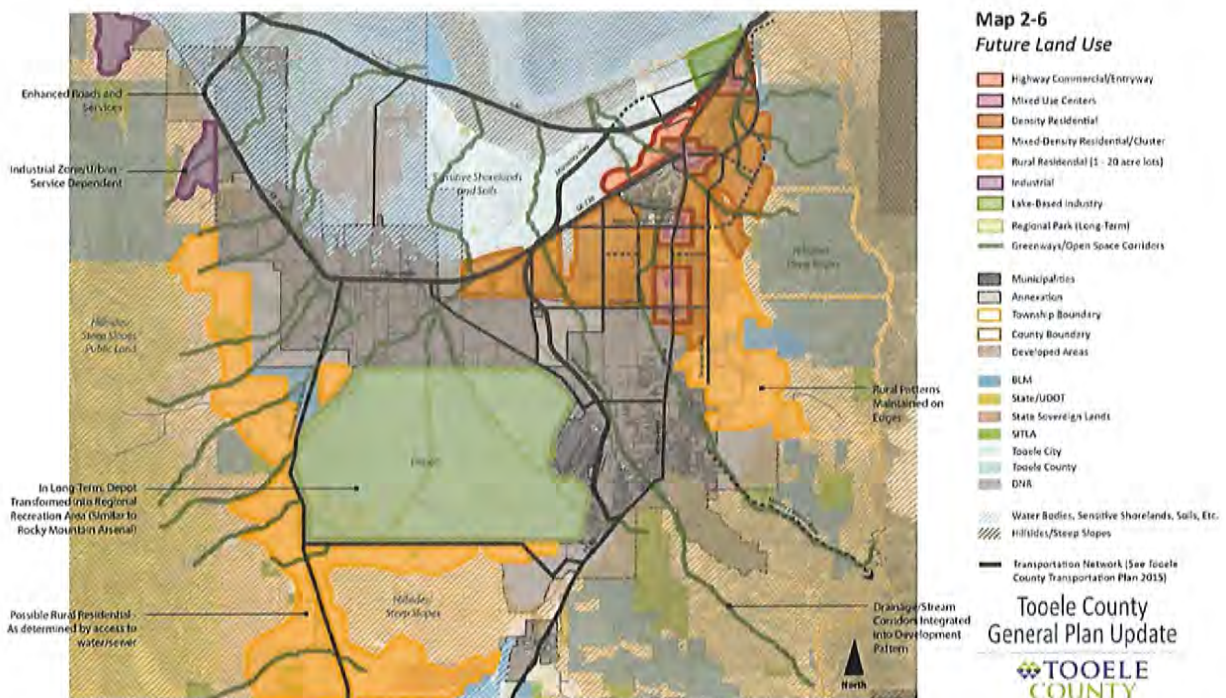 Map 2-6
Future Land Use
Highway Commercial/Entryway
Mixed Use Centers
Density Residential
Mixed-Density Residential/Cluster
Rural Residential (1 - 20 acre lots)
Industrial
Lake-Based Industry
Regional Park (Long-Term)
Greenways/Open Space Corridors
Municipalities
Annexation
Township Boundary
County Boundary
Developed Areas
BLM
State/UDOT
State Sovereign Lands
SITLA
Tooele City
Tooele County
DNR
Water Bodies, Sensitive Shorelands, Soils, Etc.
Hillsides/Steep Slopes
Transportation Network (See Tooele
County Transportation Plan 2015)
Tooele County
General Plan Update
TOOELE
COUNTY
Enhanced Roads and
Services
Industrial Zone/Urban -
Service Dependent
Sensitive Shorelands
and Soils
Hillsides/
Steep Slopes
Hillsides/
Steep Slopes
Public Land
Rural Patterns
Maintained on
Edges
In Long-Term, Depot
Transformed into Regional
Recreation Area (Similar to
Rocky Mountain Arsenal)
Possible Rural Residential -
As determined by access to
water/sewer
Hillsides/
Steep Slopes
Drainage/Stream
Corridors Integrated
into Development
Pattern
North